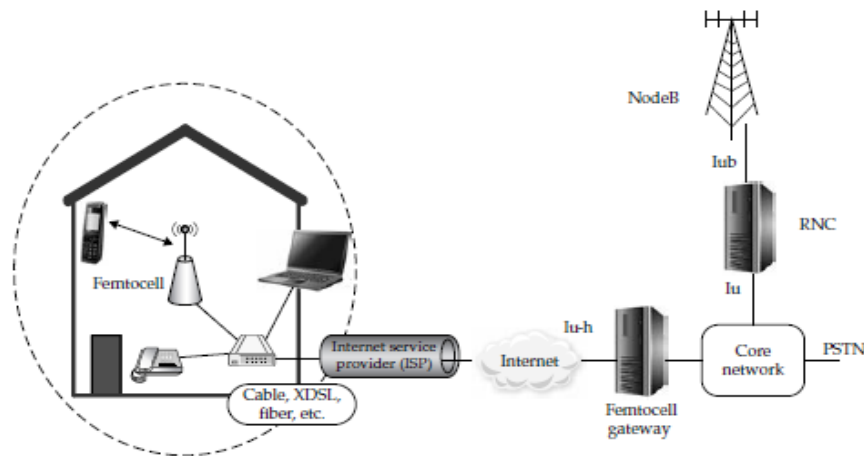 NodeB
Iub
RNC
Iu
Femtocell
Internet service
provider (ISP)
Cable, XDSL,
fiber, etc.
Internet
Iu-h
Femtocell
gateway
Core
network
PSTN